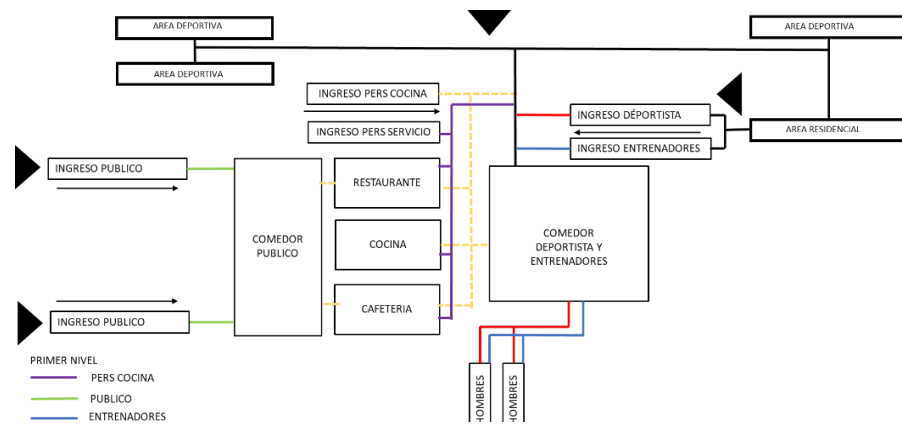 AREA DEPORTIVA
AREA DEPORTIVA
AREA DEPORTIVA
INGRESO PERS COCINA
INGRESO DÉPORTISTA
INGRESO PERS SERVICIO
AREA RESIDENCIAL
INGRESO ENTRENADORES
INGRESO PUBLICO
RESTAURANTE
COMEDOR
PUBLICO
COCINA
COMEDOR
DEPORTISTA Y
ENTRENADORES
CAFETERIA
INGRESO PUBLICO
PRIMER NIVEL
PERS COCINA
PUBLICO
ENTRENADORES
HOMBRES
HOMBRES